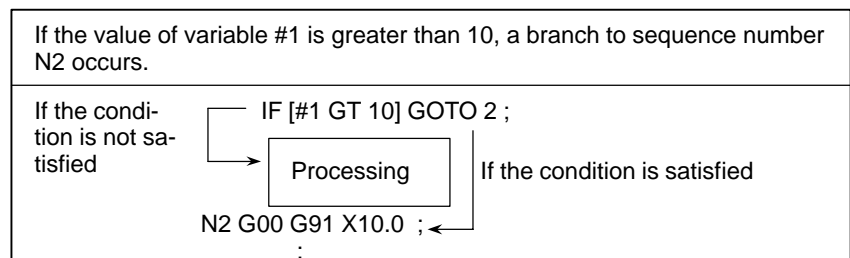 If the value of variable #1 is greater than 10, a branch to sequence number
N2 occurs.
If the condi-
tion is not sa-
tisfied
IF [#1 GT 10] GOTO 2 ;
Processing
If the condition is satisfied
N2 G00 G91 X10.0 ;
: